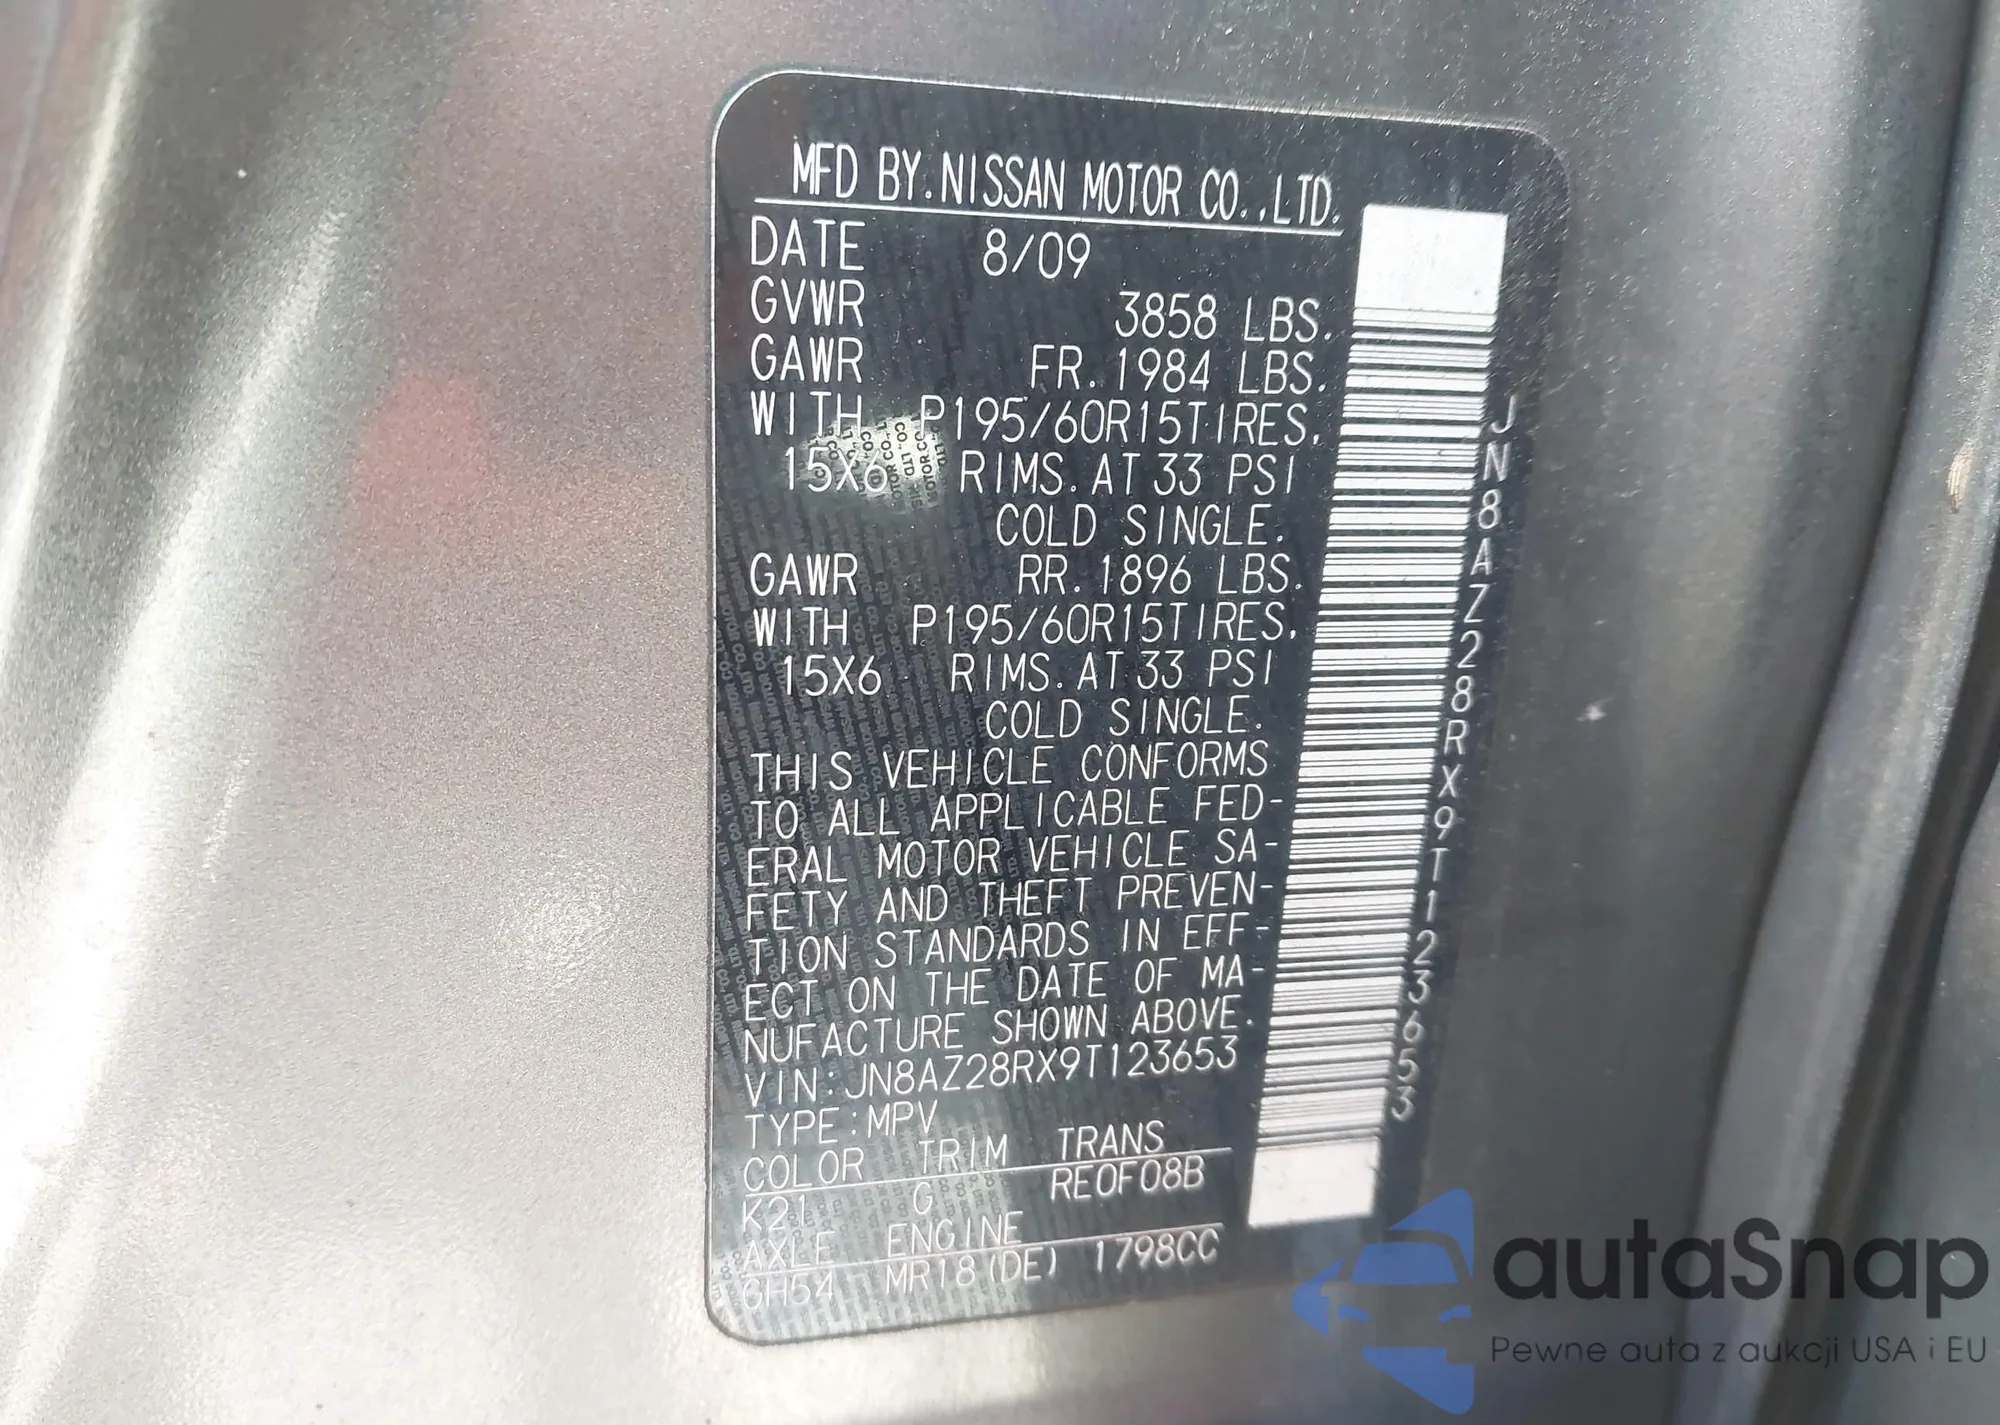 MFD BY.NISSAN MOTOR CO.,LTD.
DATE 8/09
GVWR 3858 LBS.
GAWR FR.1984 LBS.
WITH P195/60R15TIRES,
15X6 RIMS.AT 33 PSI
COLD SINGLE.
GAWR RR.1896 LBS.
WITH P195/60R15TIRES,
15X6 RIMS.AT 33 PSI
COLD SINGLE.
THIS VEHICLE CONFORMS
TO ALL APPLICABLE FED-
ERAL MOTOR VEHICLE SA-
FETY AND THEFT PREVEN-
TION STANDARDS IN EFF-
ECT ON THE DATE OF MA-
NUFACTURE SHOWN ABOVE.
VIN:JN8AZ28RX9T123653
TYPE:MPV
COLOR TRIM TRANS
K21 G RE0F08B
AXLE ENGINE
GH54 MR18(DE) 1798CC
JN8AZ28RX9T123653
autaSnap
Pewne auta z aukcji USA i EU